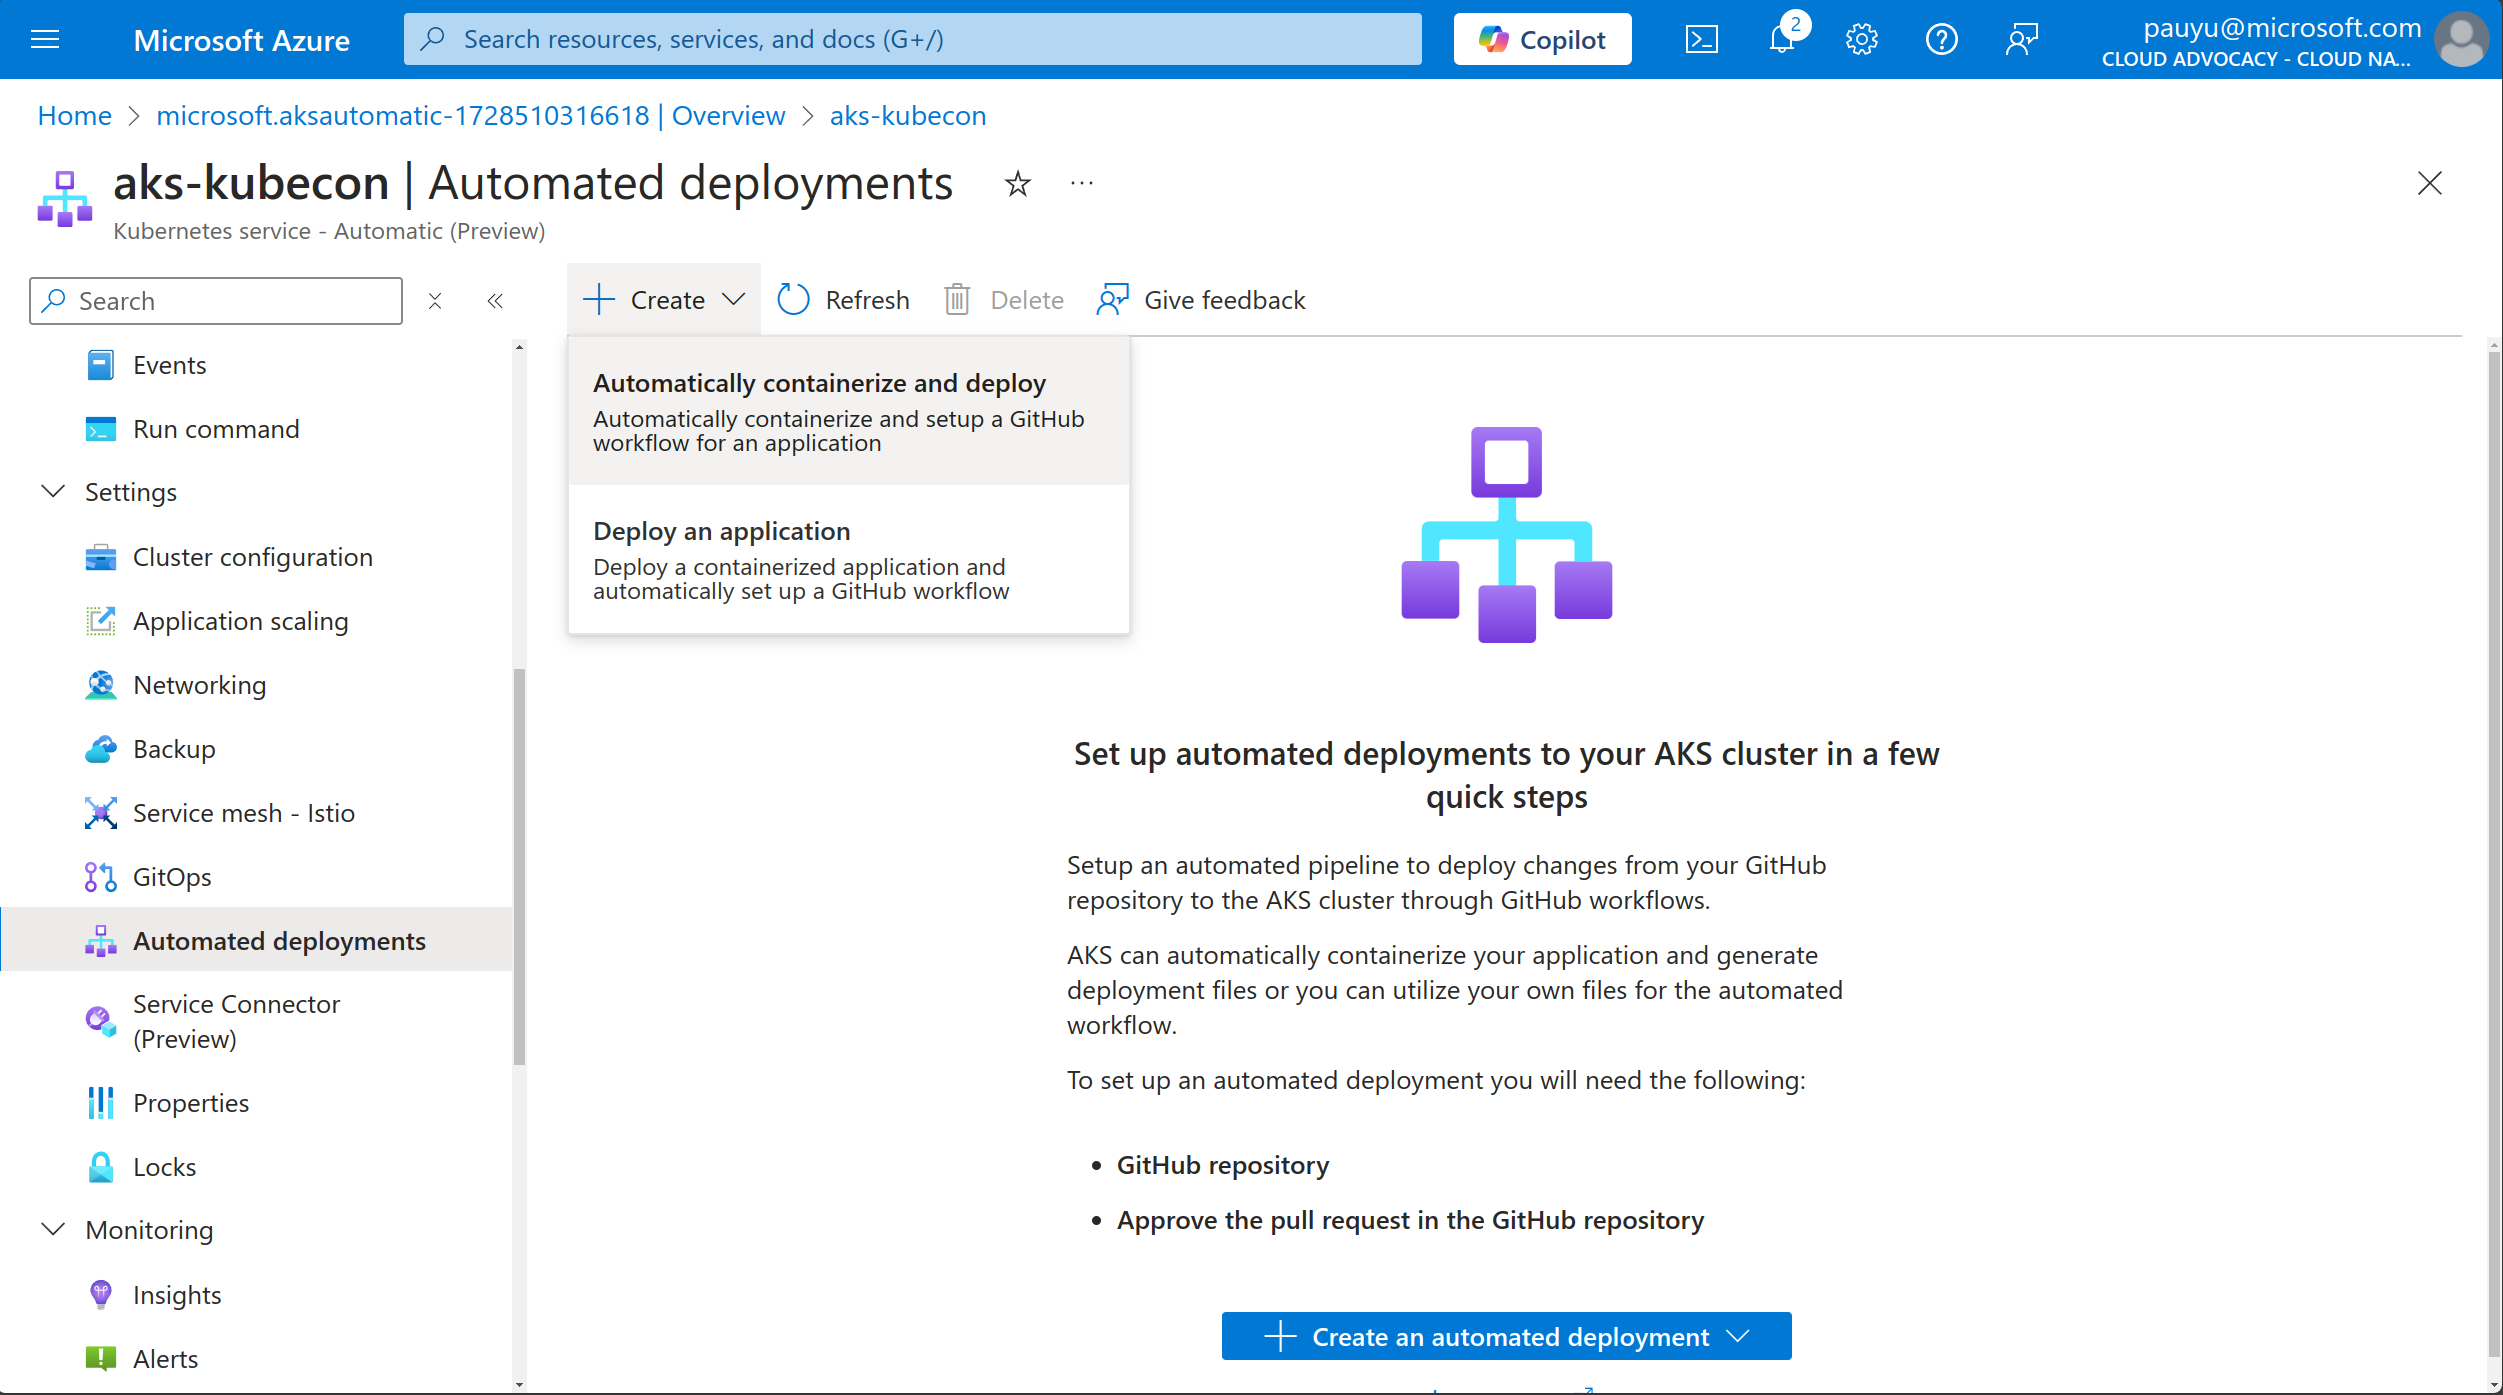 Microsoft Azure
Search resources, services, and docs (G+/)
Copilot
2
pauyu@microsoft.com
CLOUD ADVOCACY - CLOUD NA...
Home > microsoft.aksautomatic-1728510316618 | Overview > aks-kubecon
aks-kubecon | Automated deployments
Kubernetes service - Automatic (Preview)
Search
Create
Refresh
Delete
Give feedback
Events
Run command
Settings
Cluster configuration
Application scaling
Networking
Backup
Service mesh - Istio
GitOps
Automated deployments
Service Connector
(Preview)
Properties
Locks
Monitoring
Insights
Alerts
Automatically containerize and deploy
Automatically containerize and setup a GitHub
workflow for an application
Deploy an application
Deploy a containerized application and
automatically set up a GitHub workflow
Set up automated deployments to your AKS cluster in a few
quick steps
Setup an automated pipeline to deploy changes from your GitHub
repository to the AKS cluster through GitHub workflows.
AKS can automatically containerize your application and generate
deployment files or you can utilize your own files for the automated
workflow.
To set up an automated deployment you will need the following:
• GitHub repository
• Approve the pull request in the GitHub repository
Create an automated deployment